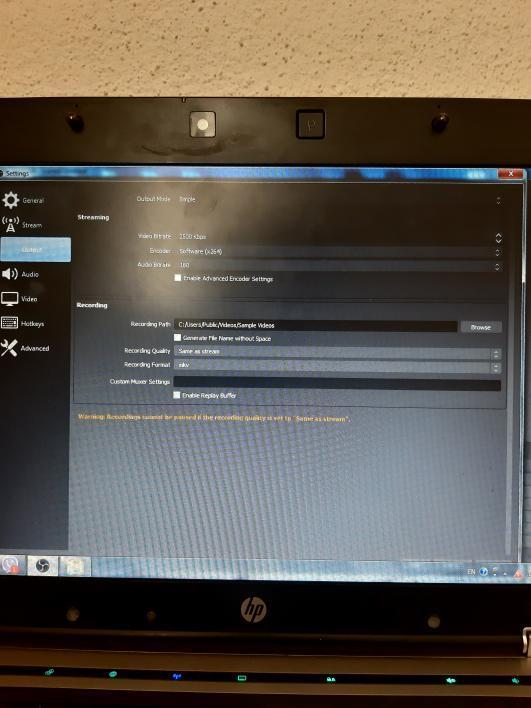 P
Settings
General
Output Mode Simple
Streaming
Stream
Video Bitrate 2500 Kbps
Output
Encoder Software (x264)
Audio Bitrate 160
Audio
Enable Advanced Encoder Settings
Video
Recording
Hotkeys
Recording Path C:/Users/Public/Videos/Sample Videos Browse
Generate File Name without Space
Advanced
Recording Quality Same as stream
Recording Format mkv
Custom Muxer Settings
Enable Replay Buffer
Warning: Recordings cannot be paused if the recording quality is set to "Same as stream".
EN
hp